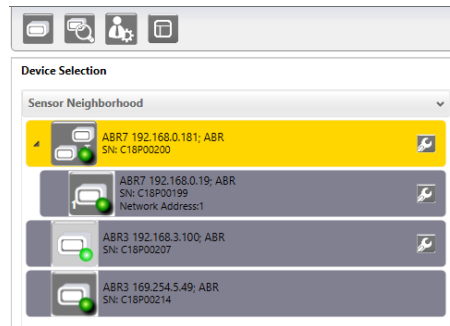 Device Selection
Sensor Neighborhood
ABR7 192.168.0.181; ABR
SN: C18P00200
ABR7 192.168.0.19; ABR
SN: C18P00199
Network Address:1
ABR3 192.168.3.100; ABR
SN: C18P00207
ABR3 169.254.5.49; ABR
SN: C18P00214